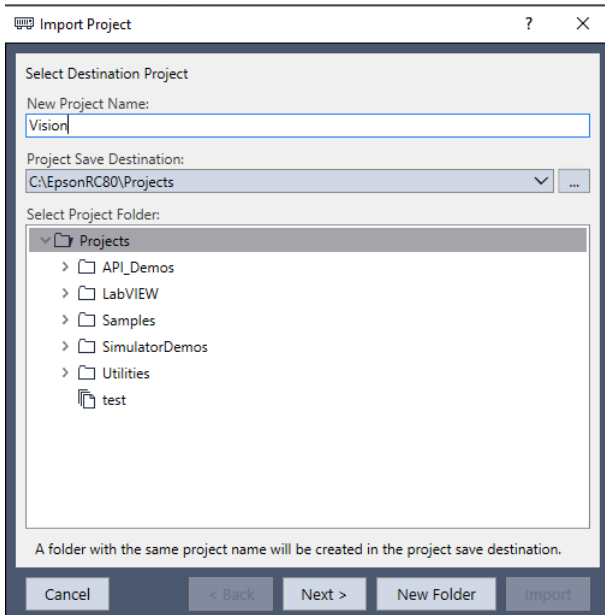 Import Project
?
Select Destination Project
New Project Name:
Vision
Project Save Destination:
C:\EpsonRC80\Projects
...
Select Project Folder:
Projects
API_Demos
LabVIEW
Samples
SimulatorDemos
Utilities
test
A folder with the same project name will be created in the project save destination.
Cancel
< Back
Next >
New Folder
Import